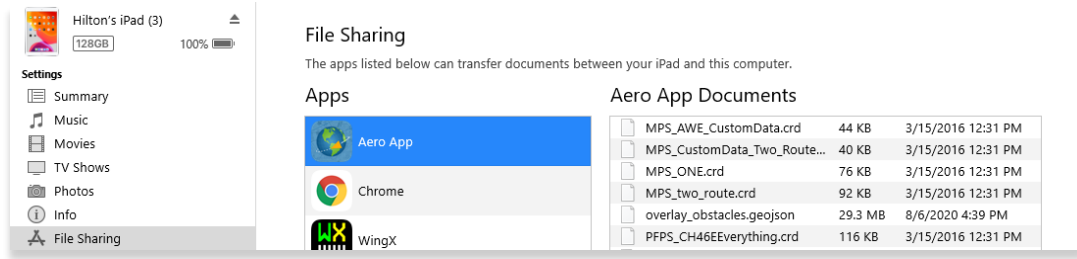 Hilton's iPad (3)
128GB 100%
Settings
Summary
Music
Movies
TV Shows
Photos
Info
File Sharing
File Sharing
The apps listed below can transfer documents between your iPad and this computer.
Apps
Aero App
Chrome
WX WingX
Aero App Documents
MPS_AWE_CustomData.crd 44 KB 3/15/2016 12:31 PM
MPS_CustomData_Two_Route... 40 KB 3/15/2016 12:31 PM
MPS_ONE.crd 76 KB 3/15/2016 12:31 PM
MPS_two_route.crd 92 KB 3/15/2016 12:31 PM
overlay_obstacles.geojson 29.3 MB 8/6/2020 4:39 PM
PFPS_CH46EEverything.crd 116 KB 3/15/2016 12:31 PM